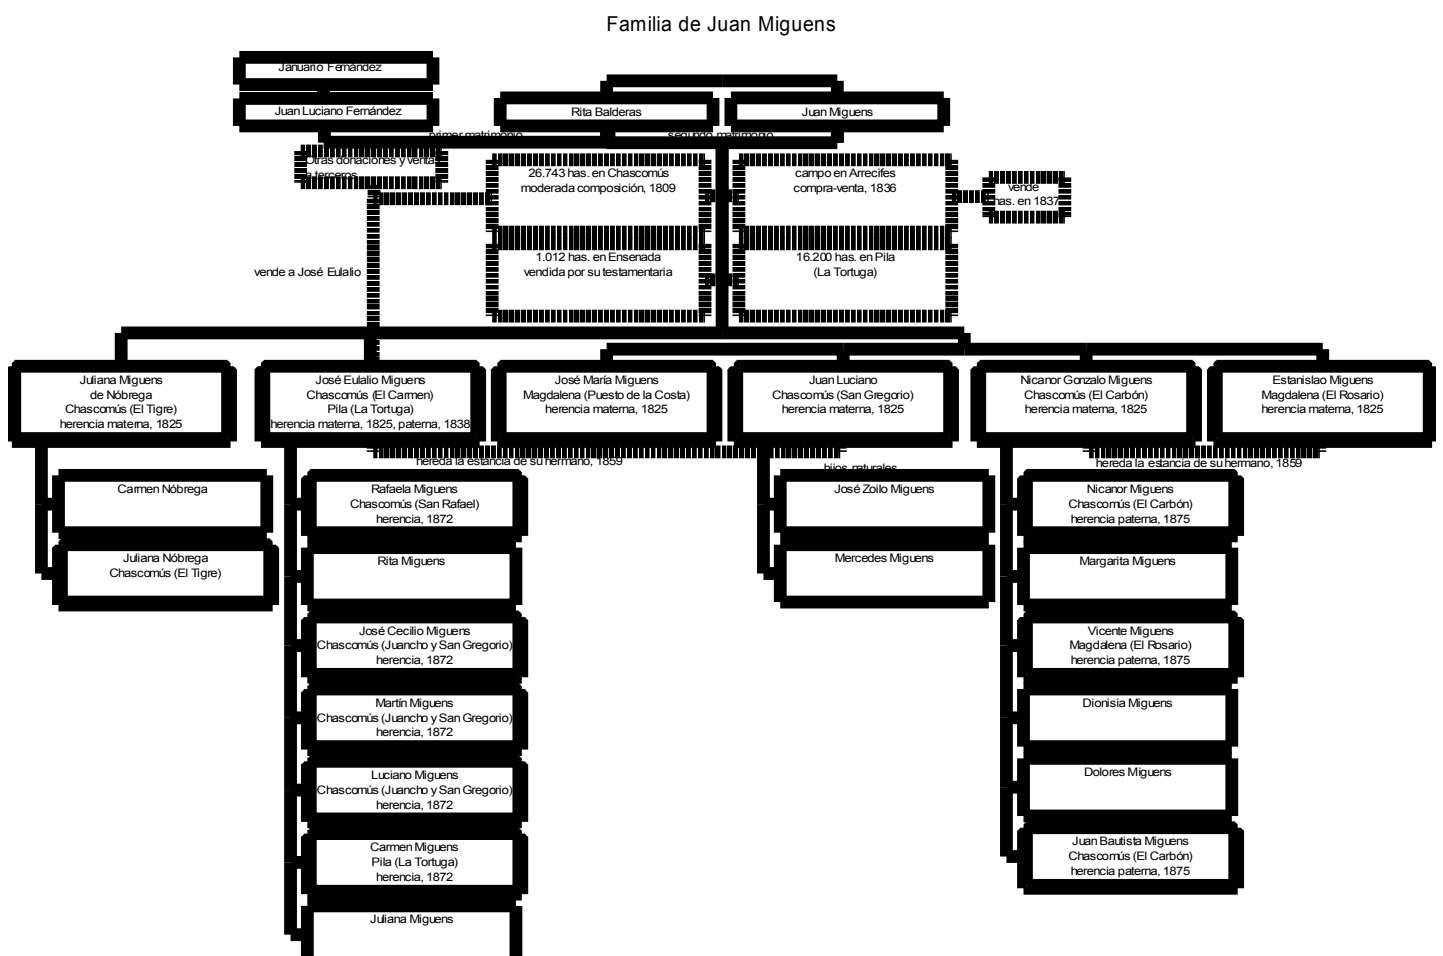 Familia de Juan Miguens
Januario Fernández
Juan Luciano Fernández
Rita Balderas
Juan Miguens
primer matrimonio
segundo matrimonio
Otras donaciones y venta
a terceros
26.743 has. en Chascomús
moderada composición, 1809
campo en Arrecifes
compra-venta, 1836
vende
has. en 1837
1.012 has. en Ensenada
vendida por su testamentaria
16.200 has. en Pila
(La Tortuga)
vende a José Eulalio
Juliana Miguens
de Nóbrega
Chascomús (El Tigre)
herencia materna, 1825
José Eulalio Miguens
Chascomús (El Carmen)
Pila (La Tortuga)
herencia materna, 1825, paterna, 1838
José María Miguens
Magdalena (Puesto de la Costa)
herencia materna, 1825
Juan Luciano
Chascomús (San Gregorio)
herencia materna, 1825
Nicanor Gonzalo Miguens
Chascomús (El Carbón)
herencia materna, 1825
Estanislao Miguens
Magdalena (El Rosario)
herencia materna, 1825
hereda la estancia de su hermano, 1859
hijos naturales
hereda la estancia de su hermano, 1859
Carmen Nóbrega
Juliana Nóbrega
Chascomús (El Tigre)
Rafaela Miguens
Chascomús (San Rafael)
herencia, 1872
Rita Miguens
José Cecilio Miguens
Chascomús (Juancho y San Gregorio)
herencia, 1872
Martín Miguens
Chascomús (Juancho y San Gregorio)
herencia, 1872
Luciano Miguens
Chascomús (Juancho y San Gregorio)
herencia, 1872
Carmen Miguens
Pila (La Tortuga)
herencia, 1872
Juliana Miguens
José Zoilo Miguens
Mercedes Miguens
Nicanor Miguens
Chascomús (El Carbón)
herencia paterna, 1875
Margarita Miguens
Vicente Miguens
Magdalena (El Rosario)
herencia paterna, 1875
Dionisia Miguens
Dolores Miguens
Juan Bautista Miguens
Chascomús (El Carbón)
herencia paterna, 1875